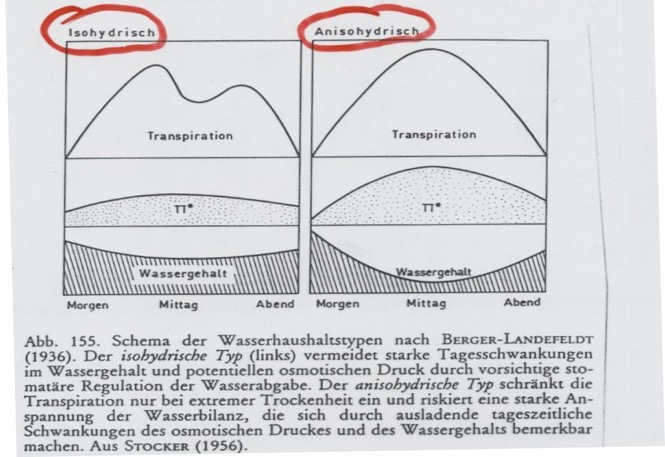 Isohydrisch
Anisohydrisch
Transpiration
Transpiration
π*
π*
Wassergehalt
Wassergehalt
Morgen Mittag Abend
Morgen Mittag Abend
Abb. 155. Schema der Wasserhaushaltstypen nach BERGER-LANDEFELDT
(1936). Der isohydrische Typ (links) vermeidet starke Tagesschwankungen
im Wassergehalt und potentiellen osmotischen Druck durch vorsichtige sto-
matäre Regulation der Wasserabgabe. Der anisohydrische Typ schränkt die
Transpiration nur bei extremer Trockenheit ein und riskiert eine starke An-
spannung der Wasserbilanz, die sich durch ausladende tageszeitliche
Schwankungen des osmotischen Druckes und des Wassergehalts bemerkbar
machen. Aus STOCKER (1956).